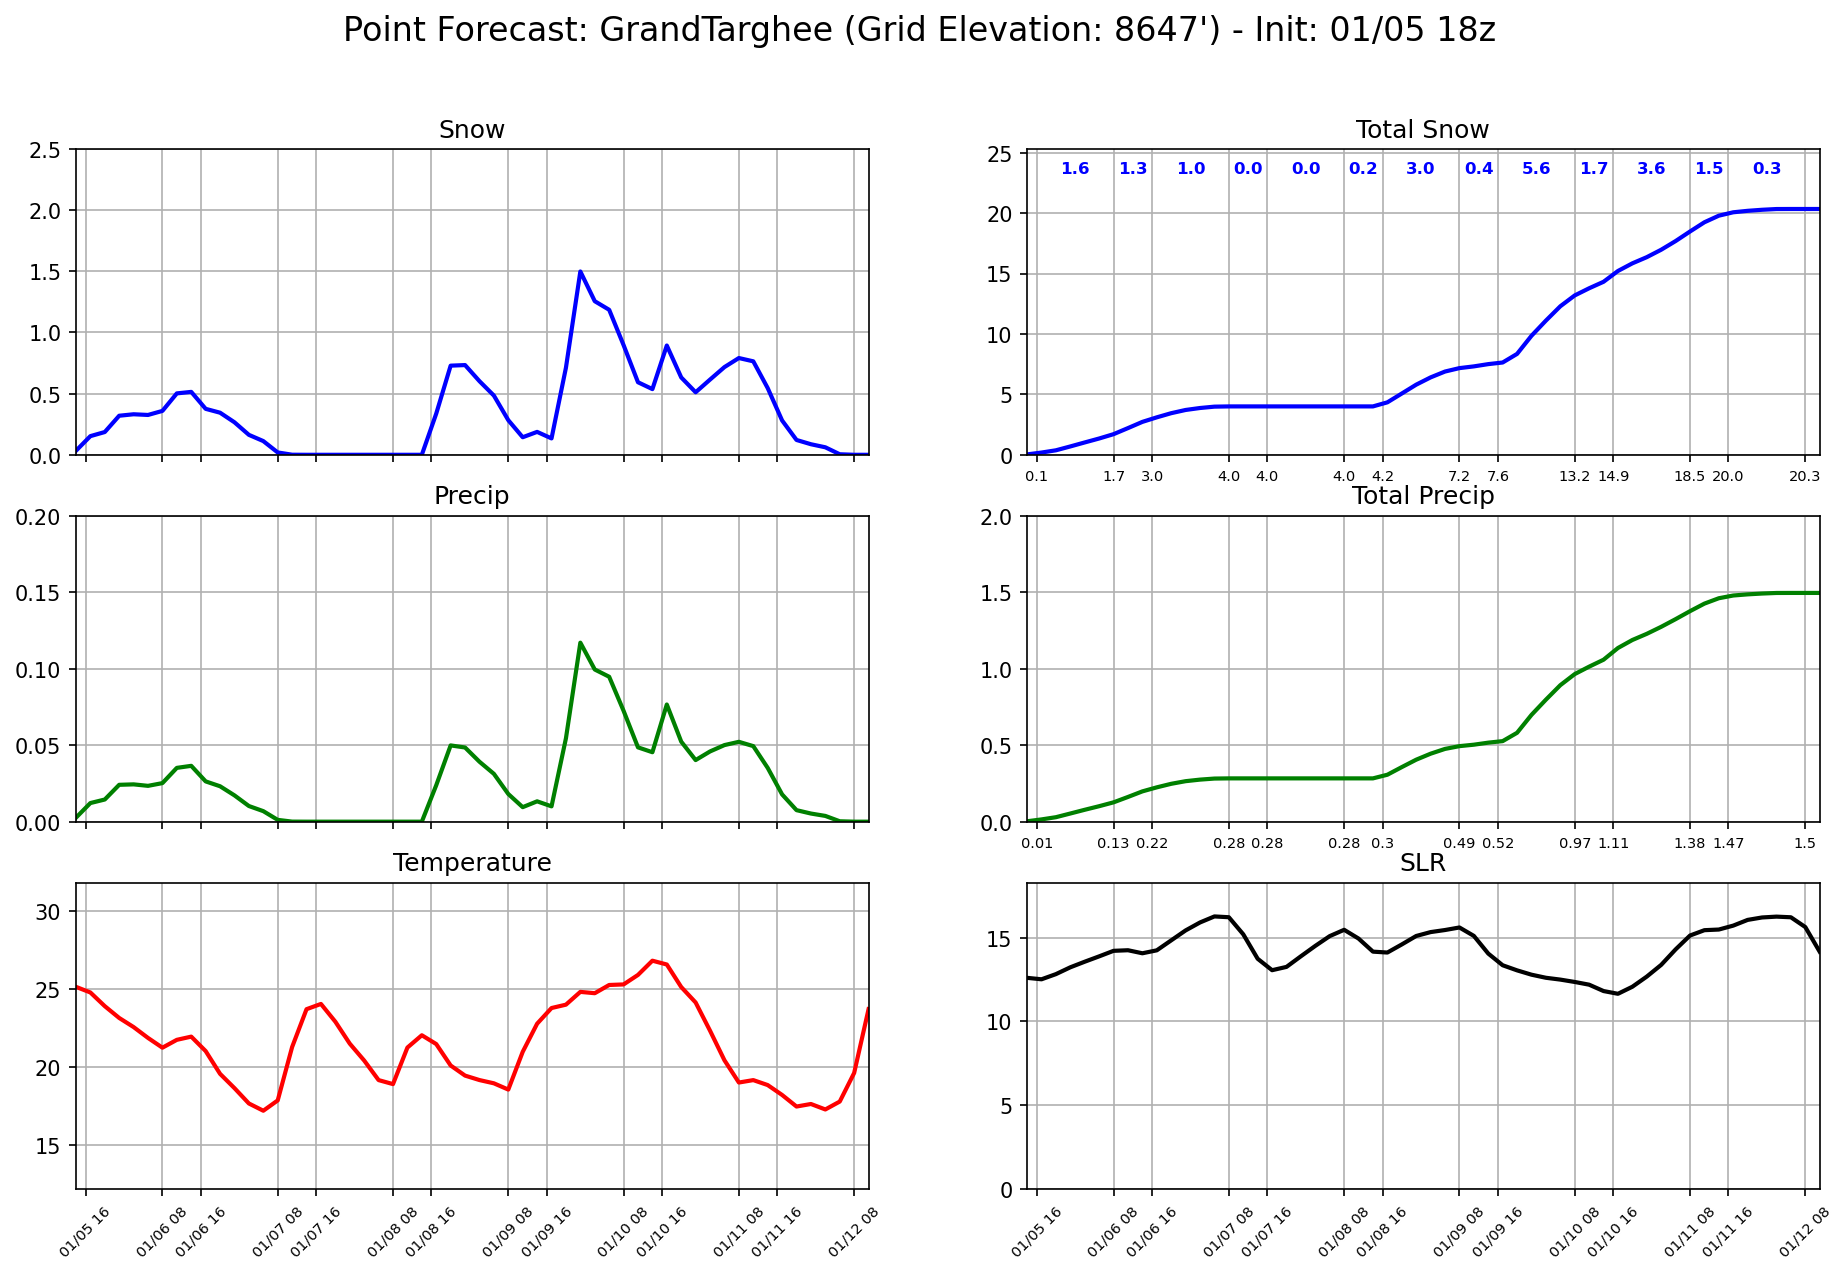 Point Forecast: GrandTarghee (Grid Elevation: 8647') - Init: 01/05 18z
Snow
2.5
2.0
1.5
1.0
0.5
0.0
Total Snow
25
20
15
10
5
0
1.6 1.3 1.0 0.0 0.0 0.2 3.0 0.4 5.6 1.7 3.6 1.5 0.3
0.1 1.7 3.0 4.0 4.0 4.0 4.2 7.2 7.6 13.2 14.9 18.5 20.0 20.3
Precip
0.20
0.15
0.10
0.05
0.00
Total Precip
2.0
1.5
1.0
0.5
0.0
0.01 0.13 0.22 0.28 0.28 0.28 0.3 0.49 0.52 0.97 1.11 1.38 1.47 1.5
Temperature
30
25
20
15
01/05 16 01/06 08 01/06 16 01/07 08 01/07 16 01/08 08 01/08 16 01/09 08 01/09 16 01/10 08 01/10 16 01/11 08 01/11 16 01/12 08
SLR
15
10
5
0
01/05 16 01/06 08 01/06 16 01/07 08 01/07 16 01/08 08 01/08 16 01/09 08 01/09 16 01/10 08 01/10 16 01/11 08 01/11 16 01/12 08